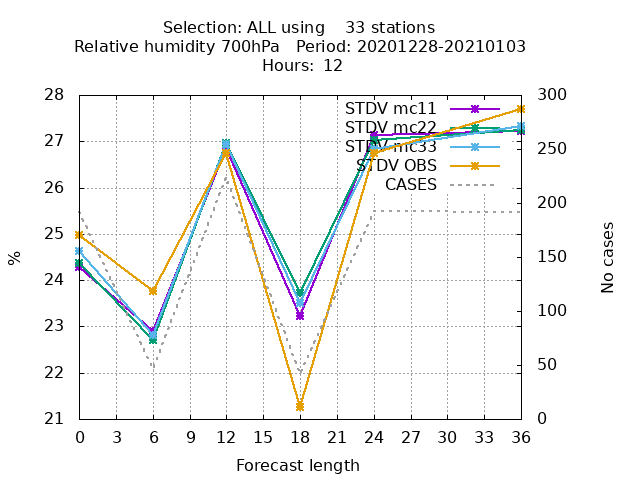 Selection: ALL using    33 stations
Relative humidity 700hPa   Period: 20201228-20210103
Hours: 12
28
27
26
25
24
23
22
21
%
300
250
200
150
100
50
0
No cases
STDV mc11
STDV mc22
STDV mc33
STDV OBS
CASES
0 3 6 9 12 15 18 21 24 27 30 33 36
Forecast length